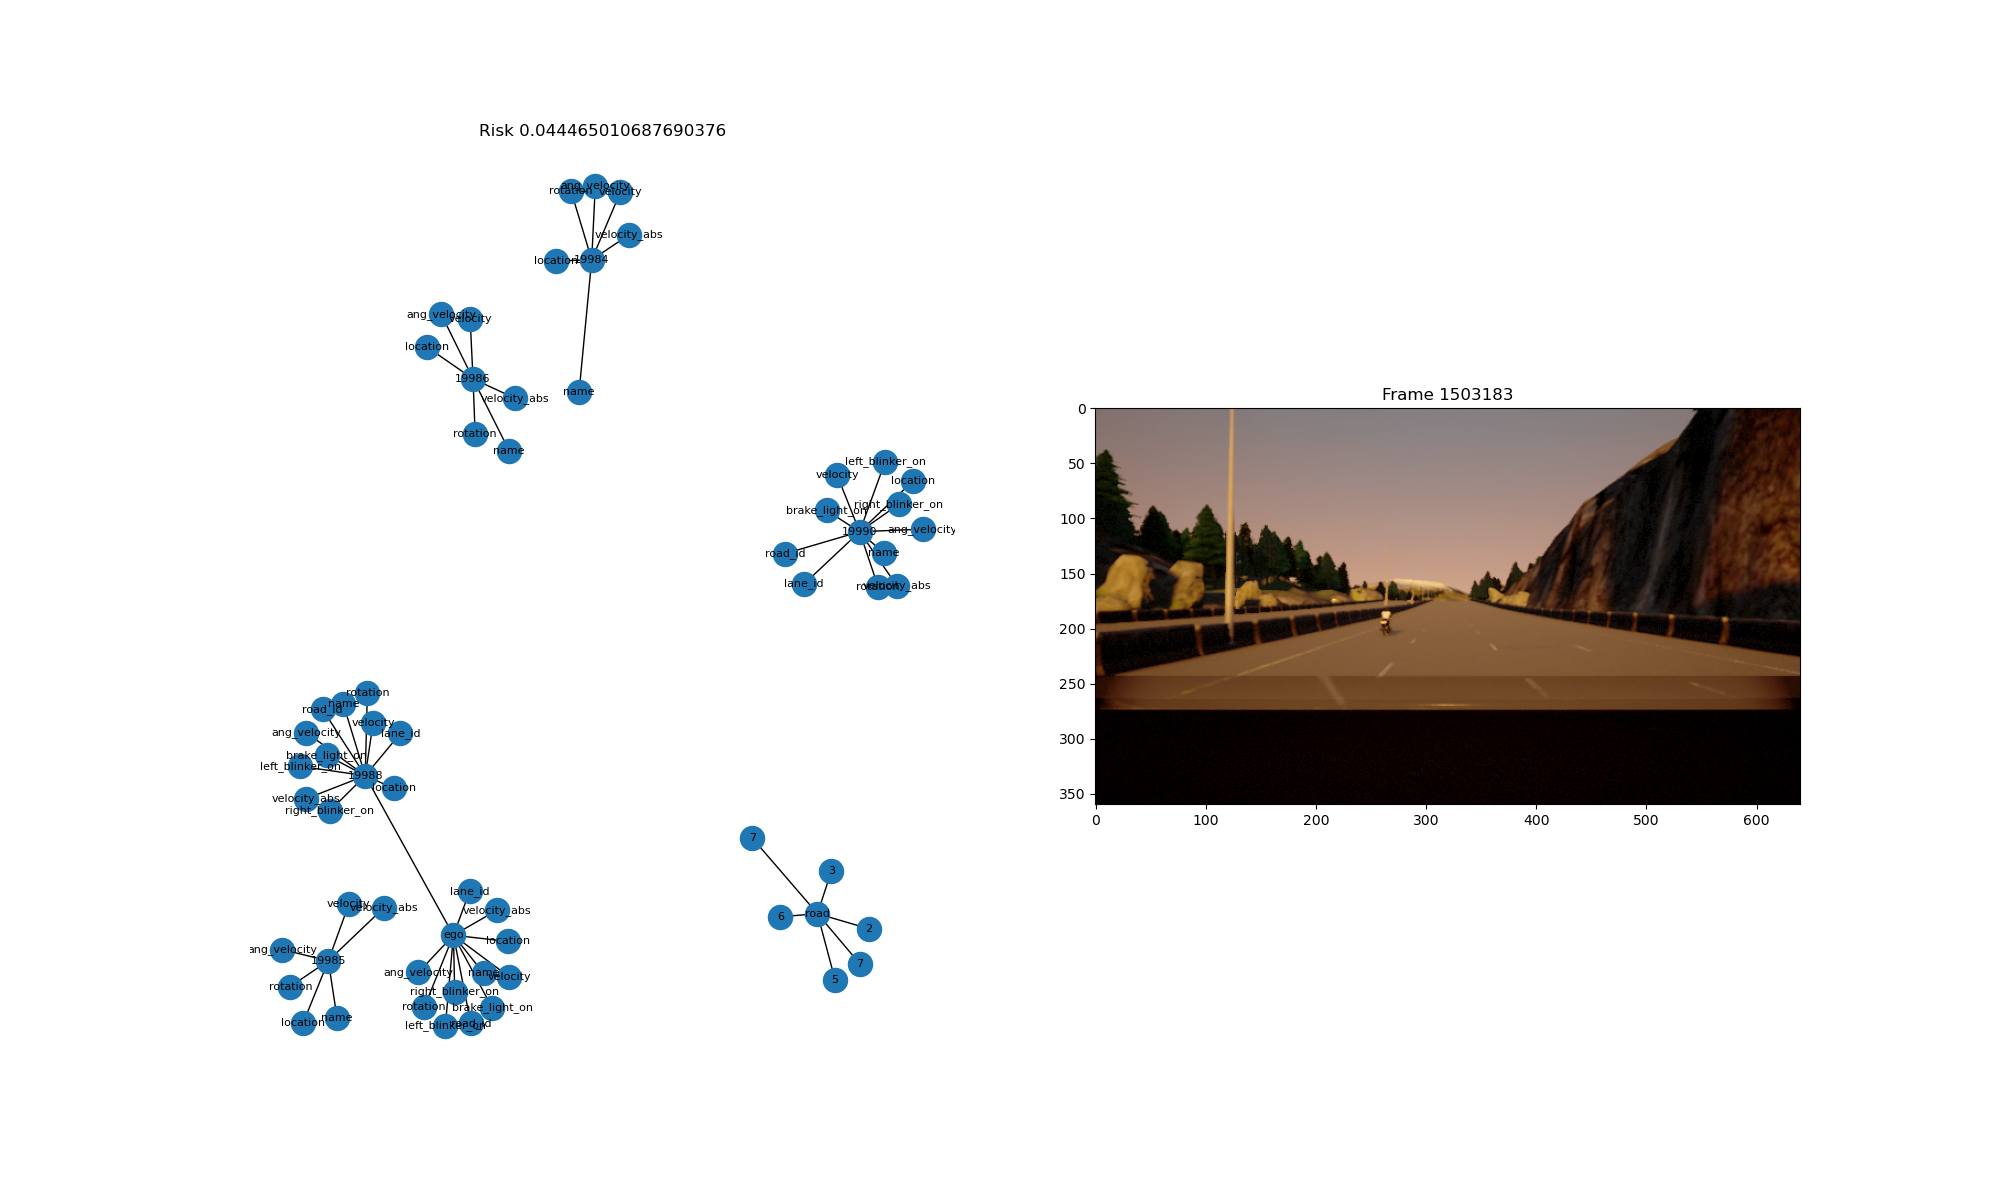 Risk 0.044465010687690376
ang_velocity
rotation
velocity
velocity_abs
location
19984
ang_velocity
velocity
location
19986
velocity_abs
name
rotation
name
left_blinker_on
velocity
location
right_blinker_on
brake_light_on
ang_velocity
19990
road_id
name
lane_id
rotation
velocity_abs
rotation
name
road_id
velocity
ang_velocity
lane_id
brake_light_on
left_blinker_on
19988
location
velocity_abs
right_blinker_on
7
3
6
road
2
7
5
velocity
velocity_abs
ang_velocity
19985
rotation
location
name
lane_id
velocity_abs
ego
location
ang_velocity
name
velocity
right_blinker_on
rotation
brake_light_on
left_blinker_on
road_id
Frame 1503183
0
50
100
150
200
250
300
350
0
100
200
300
400
500
600